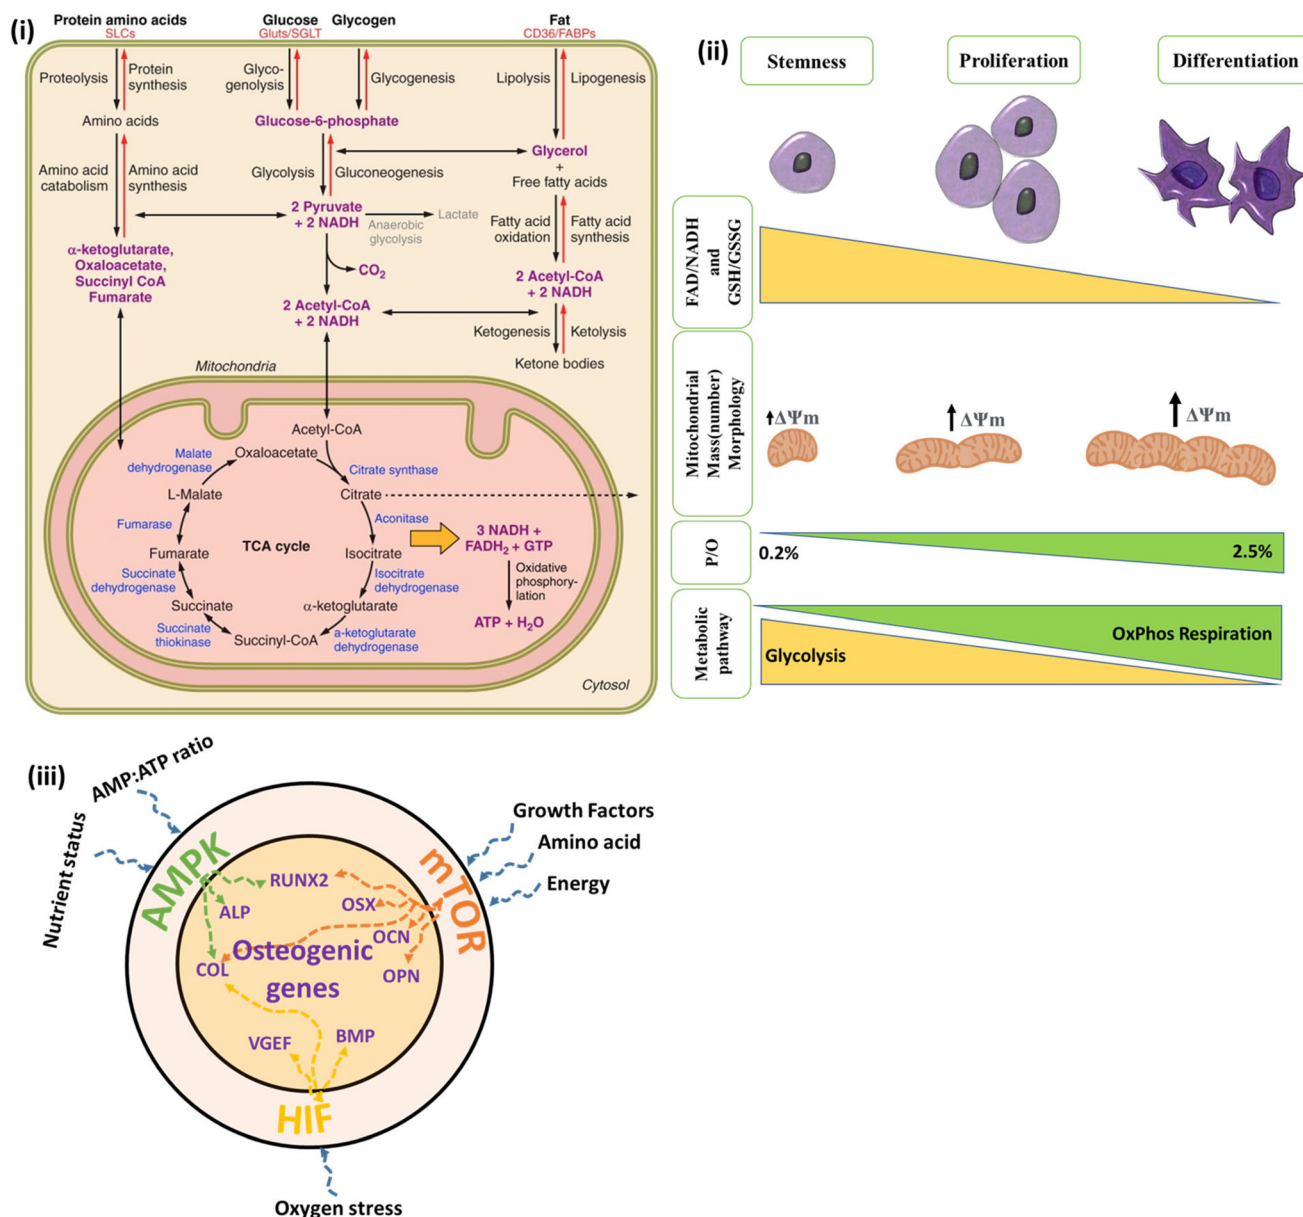 (i)
Protein amino acids
SLCs
Glucose
Gluts/SGLT
Glycogen
Fat
CD36/FABPs
Proteolysis
Protein
synthesis
Glyco-
genolysis
Glycogenesis
Lipolysis
Lipogenesis
Amino acids
Glucose-6-phosphate
Glycerol
+
Free fatty acids
Amino acid
catabolism
Amino acid
synthesis
Glycolysis
Gluconeogenesis
2 Pyruvate
+ 2 NADH
Anaerobic
glycolysis
Lactate
Fatty acid
oxidation
Fatty acid
synthesis
α-ketoglutarate,
Oxaloacetate,
Succinyl CoA
Fumarate
CO₂
2 Acetyl-CoA
+ 2 NADH
2 Acetyl-CoA
+ 2 NADH
Ketogenesis
Ketolysis
Ketone bodies
Mitochondria
Acetyl-CoA
Malate
dehydrogenase
Oxaloacetate
Citrate synthase
L-Malate
Citrate
Fumarase
Aconitase
TCA cycle
3 NADH +
FADH₂ + GTP
Fumarate
Isocitrate
Succinate
dehydrogenase
Isocitrate
dehydrogenase
Oxidative
phosphory-
lation
Succinate
α-ketoglutarate
ATP + H₂O
Succinate
thiokinase
Succinyl-CoA
a-ketoglutarate
dehydrogenase
Cytosol
(ii)
Stemness
Proliferation
Differentiation
FAD/NADH
and
GSH/GSSG
Mitochondrial
Mass(number)
Morphology
ΔΨm
ΔΨm
ΔΨm
P/O
0.2%
2.5%
Metabolic
pathway
OxPhos Respiration
Glycolysis
(iii)
AMP:ATP ratio
Nutrient status
Growth Factors
Amino acid
Energy
AMPK
mTOR
RUNX2
ALP
OSX
OCN
COL
Osteogenic
genes
OPN
VGEF
BMP
HIF
Oxygen stress